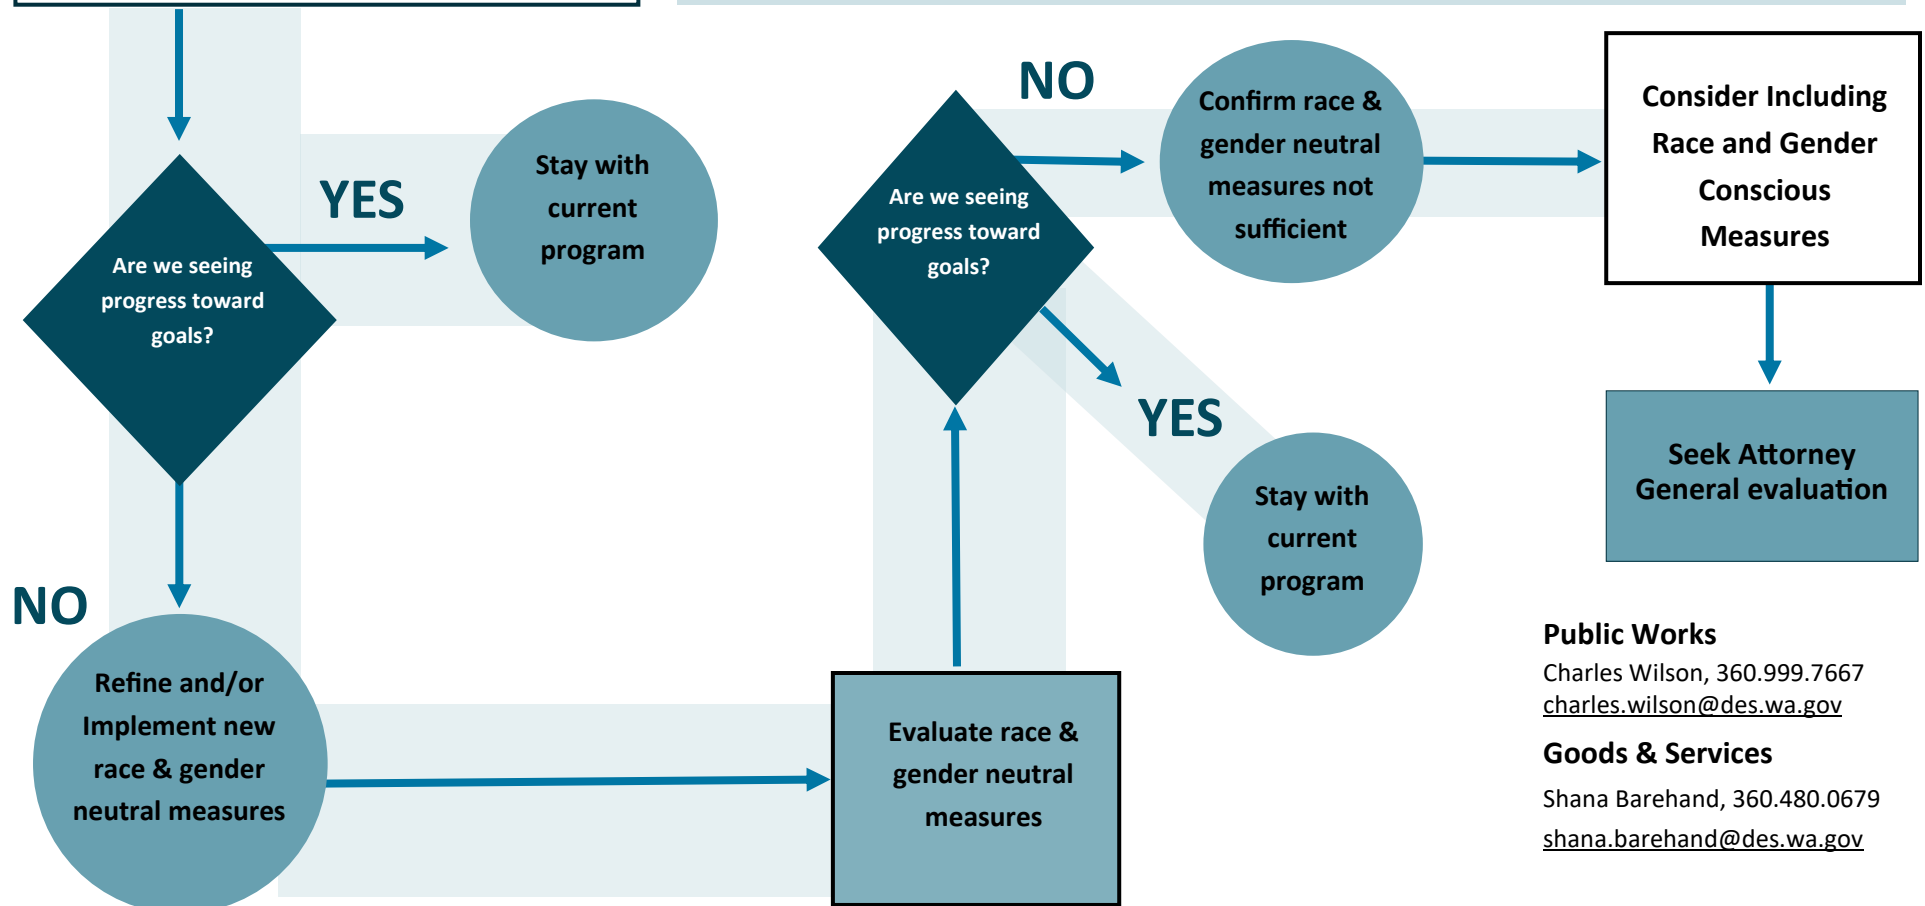 Are we seeing
progress toward
goals?
YES
Stay with
current
program
NO
Refine and/or
Implement new
race & gender
neutral measures
Evaluate race &
gender neutral
measures
Are we seeing
progress toward
goals?
YES
Stay with
current
program
NO
Confirm race &
gender neutral
measures not
sufficient
Consider Including
Race and Gender
Conscious
Measures
Seek Attorney
General evaluation
Public Works
Charles Wilson, 360.999.7667
charles.wilson@des.wa.gov
Goods & Services
Shana Barehand, 360.480.0679
shana.barehand@des.wa.gov